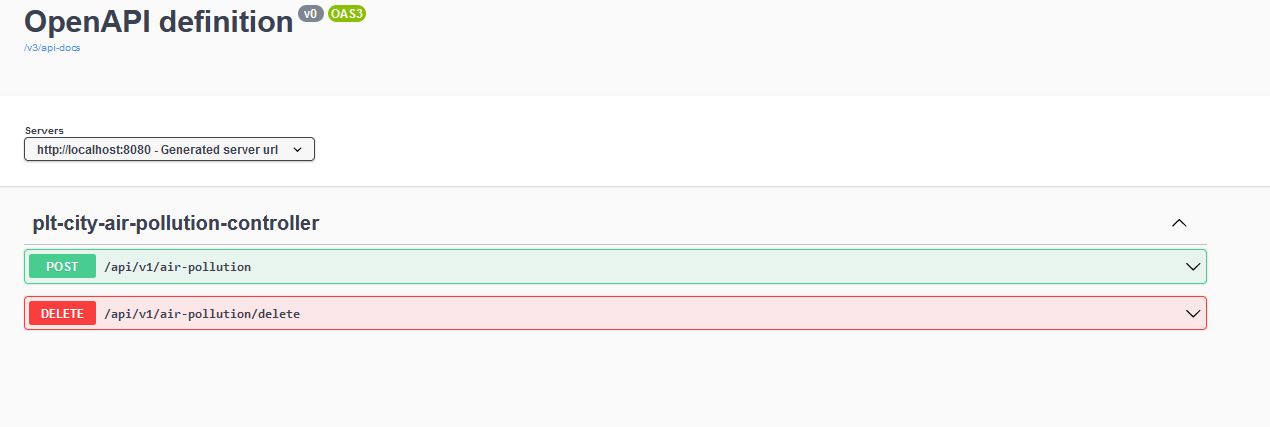 OpenAPI definition v0 OAS3
/v3/api-docs
Servers
http://localhost:8080 - Generated server url
plt-city-air-pollution-controller
POST /api/v1/air-pollution
DELETE /api/v1/air-pollution/delete